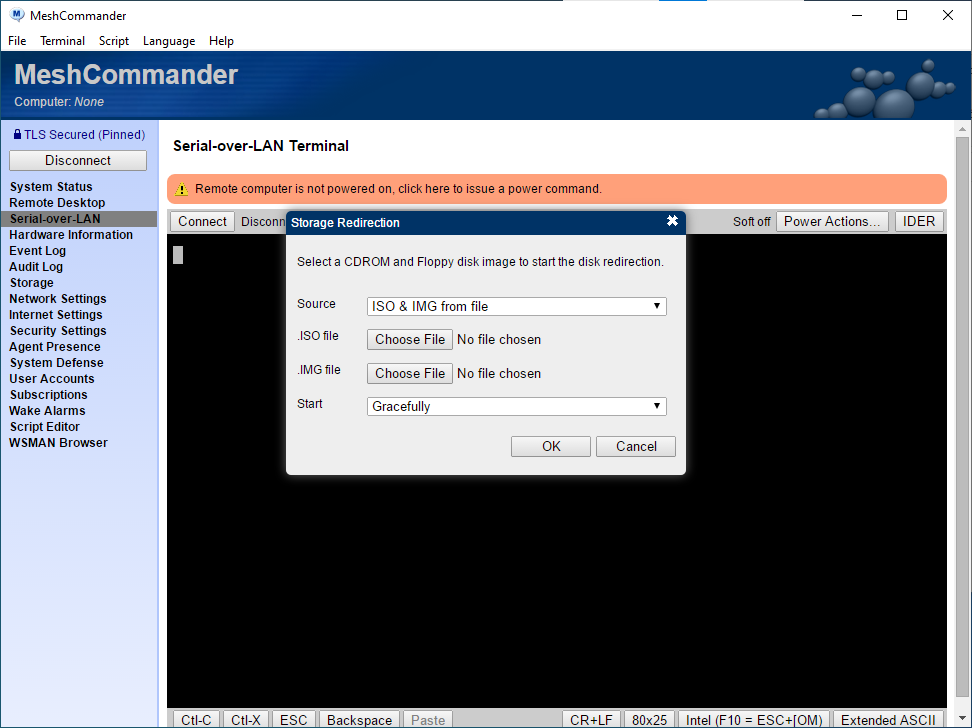 MeshCommander
File Terminal Script Language Help
MeshCommander
Computer: None
TLS Secured (Pinned)
Disconnect
System Status
Remote Desktop
Serial-over-LAN
Hardware Information
Event Log
Audit Log
Storage
Network Settings
Internet Settings
Security Settings
Agent Presence
System Defense
User Accounts
Subscriptions
Wake Alarms
Script Editor
WSMAN Browser
Serial-over-LAN Terminal
Remote computer is not powered on, click here to issue a power command.
Connect Disconn Soft off Power Actions... IDER
Storage Redirection
Select a CDROM and Floppy disk image to start the disk redirection.
Source ISO & IMG from file
.ISO file Choose File No file chosen
.IMG file Choose File No file chosen
Start Gracefully
OK Cancel
Ctl-C Ctl-X ESC Backspace Paste CR+LF 80x25 Intel (F10 = ESC+[OM) Extended ASCII